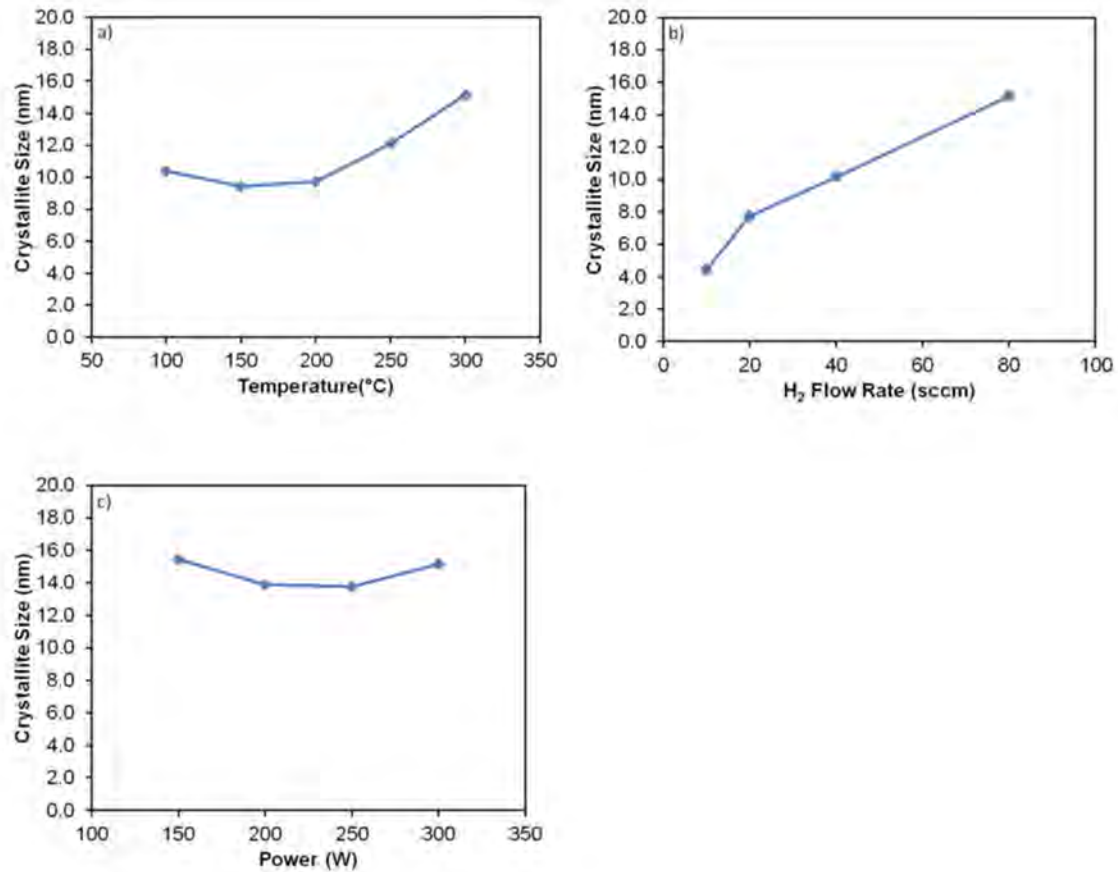 a)
Crystallite Size (nm)
20.0
18.0
16.0
14.0
12.0
10.0
8.0
6.0
4.0
2.0
0.0
50 100 150 200 250 300 350
Temperature(°C)
b)
Crystallite Size (nm)
20.0
18.0
16.0
14.0
12.0
10.0
8.0
6.0
4.0
2.0
0.0
0 20 40 60 80 100
H₂ Flow Rate (sccm)
c)
Crystallite Size (nm)
20.0
18.0
16.0
14.0
12.0
10.0
8.0
6.0
4.0
2.0
0.0
100 150 200 250 300 350
Power (W)